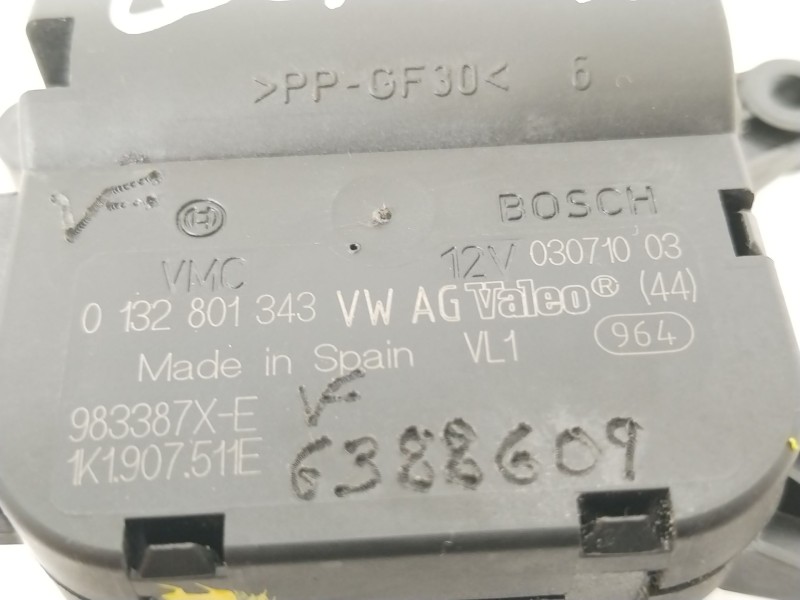 >PP-GF30< 6
BOSCH
VMC 12V 030710 03
0 132 801 343 VW AG Valeo® (44)
Made in Spain VL1 964
983387X-E
1K1.907.511E 6388609